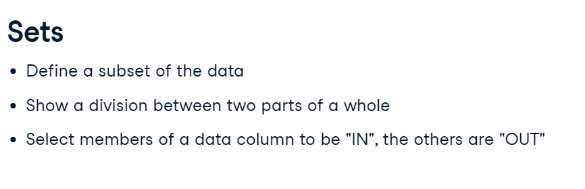 Sets
• Define a subset of the data
• Show a division between two parts of a whole
• Select members of a data column to be "IN", the others are "OUT"